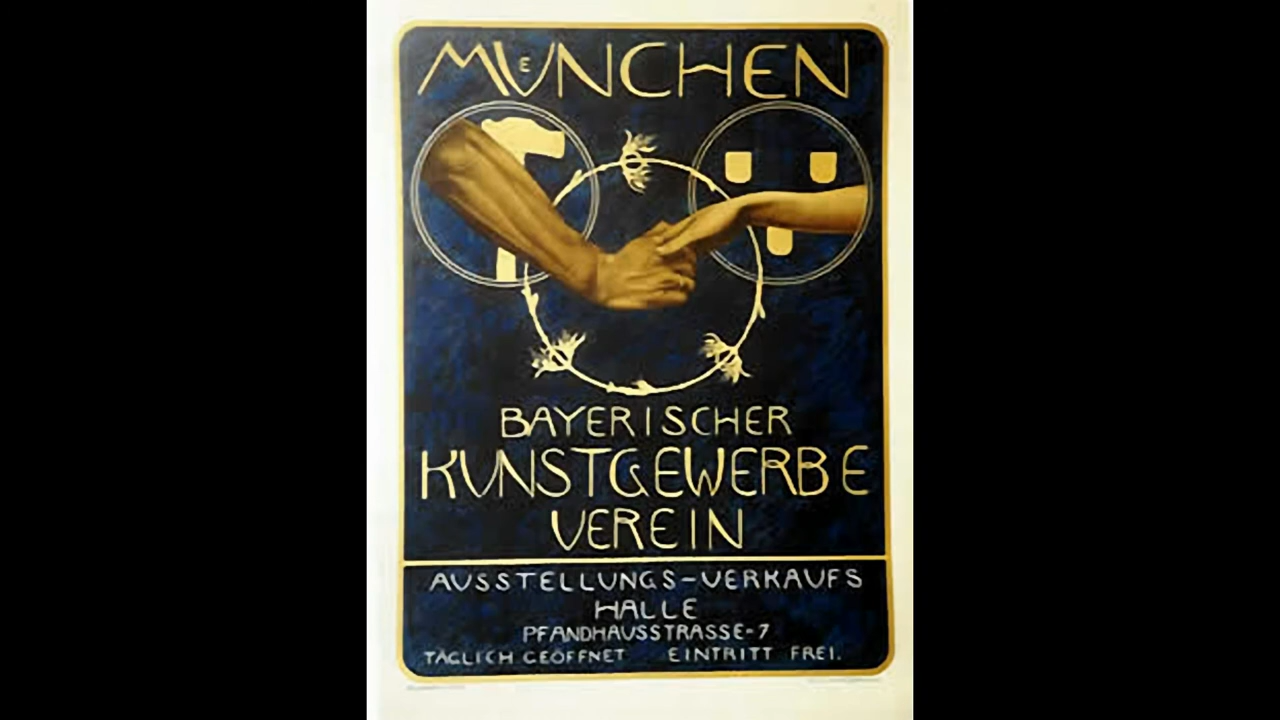 MUENCHEN
BAYERISCHER
KUNSTGEWERBE
VEREIN
AUSSTELLUNGS-VERKAUFS
HALLE
PFANDHAUSSTRASSE-7
TÄGLICH GEÖFFNET EINTRITT FREI.